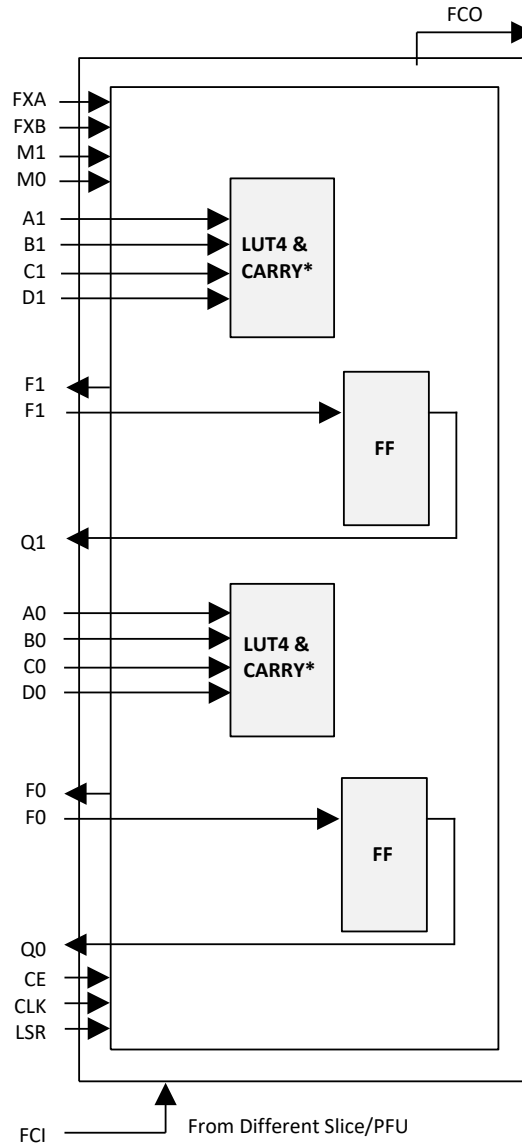 FCO
FXA
FXB
M1
M0
A1
B1
C1
D1
LUT4 &
CARRY*
F1
F1
FF
Q1
A0
B0
C0
D0
LUT4 &
CARRY*
F0
F0
FF
Q0
CE
CLK
LSR
FCI
From Different Slice/PFU